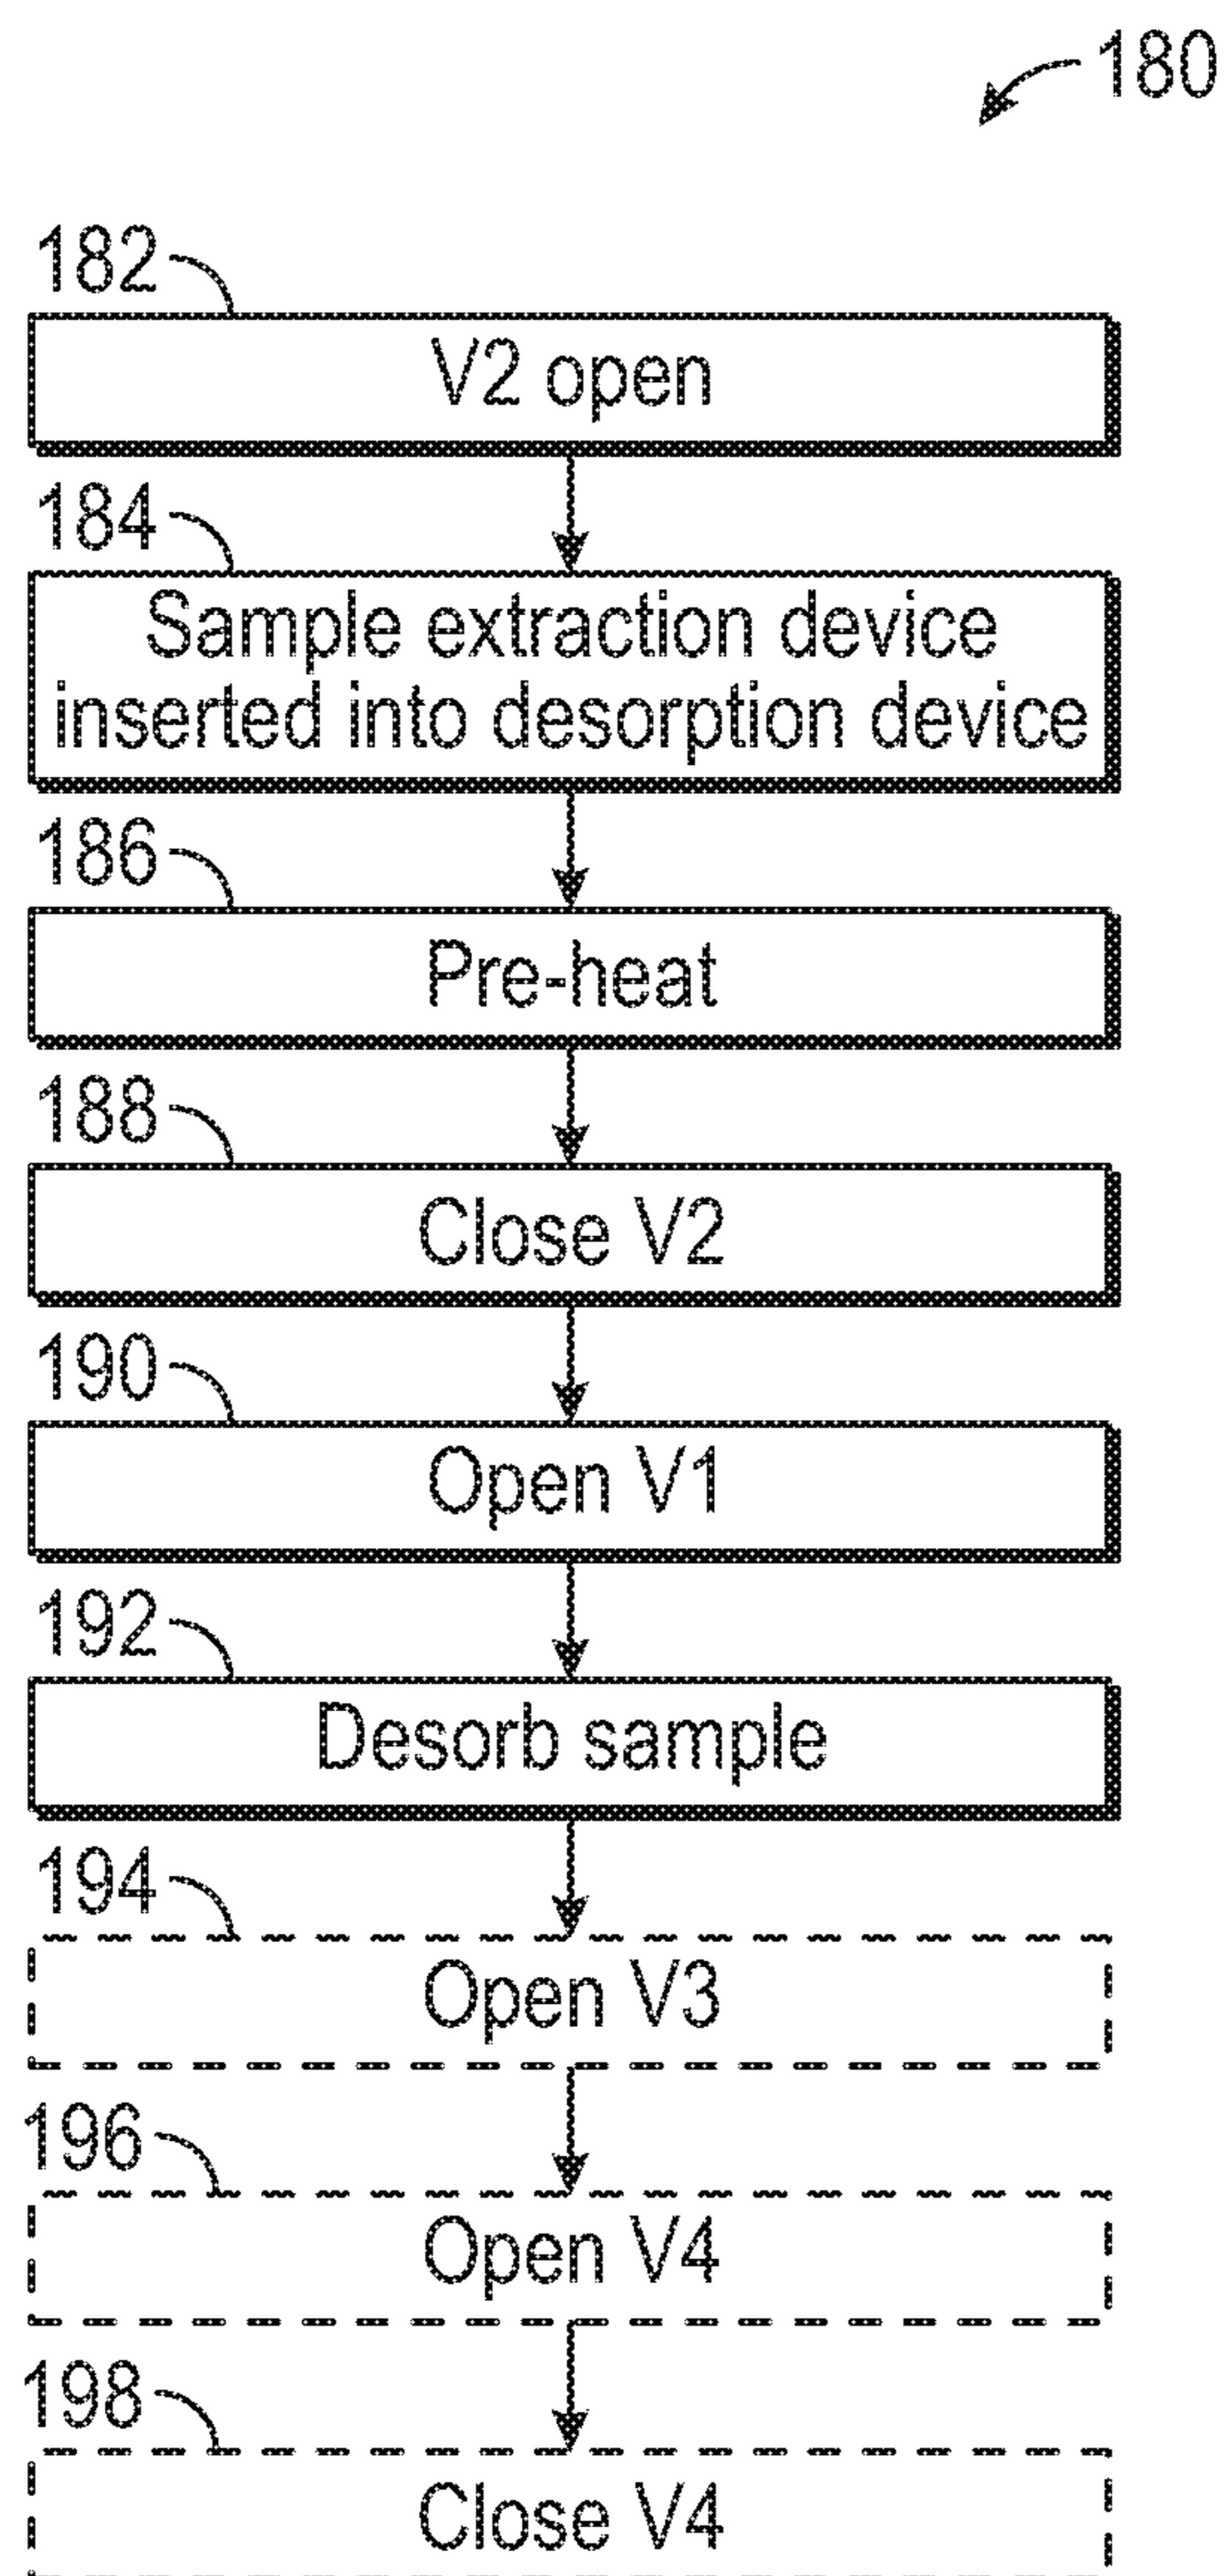 180
182
V2 open
184
Sample extraction device
inserted into desorption device
186
Pre-heat
188
Close V2
190
Open V1
192
Desorb sample
194
Open V3
196
Open V4
198
Close V4